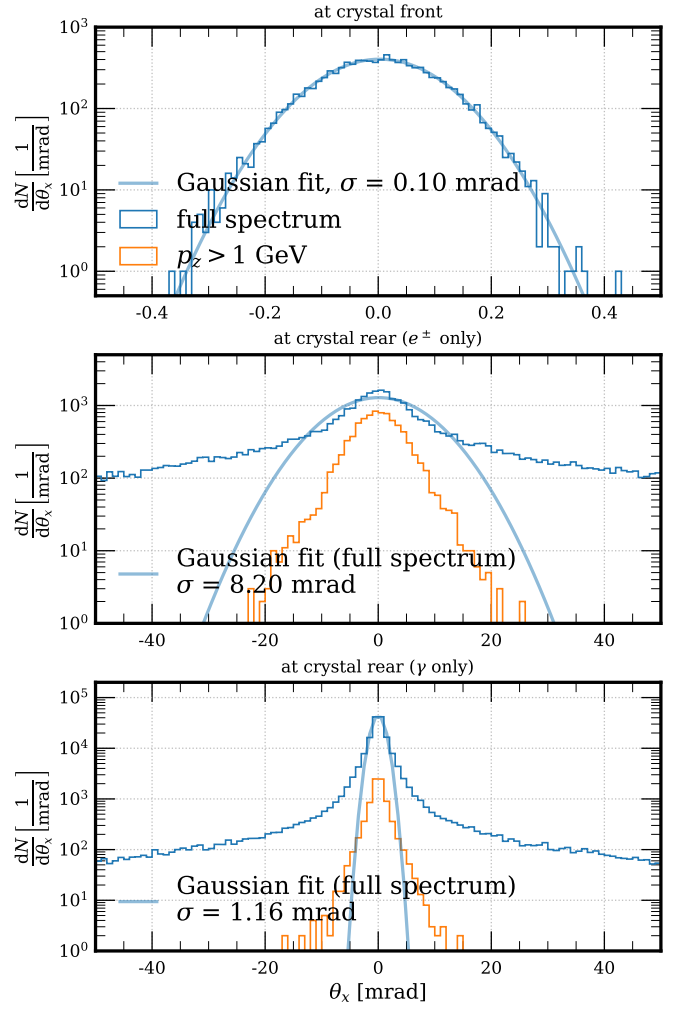 at crystal front
10³
10²
10¹
10⁰
dN/dθₓ [1/mrad]
Gaussian fit, σ = 0.10 mrad
full spectrum
p_z > 1 GeV
-0.4 -0.2 0.0 0.2 0.4
at crystal rear (e± only)
10³
10²
10¹
10⁰
dN/dθₓ [1/mrad]
Gaussian fit (full spectrum)
σ = 8.20 mrad
-40 -20 0 20 40
at crystal rear (γ only)
10⁵
10⁴
10³
10²
10¹
10⁰
dN/dθₓ [1/mrad]
Gaussian fit (full spectrum)
σ = 1.16 mrad
-40 -20 0 20 40
θₓ [mrad]